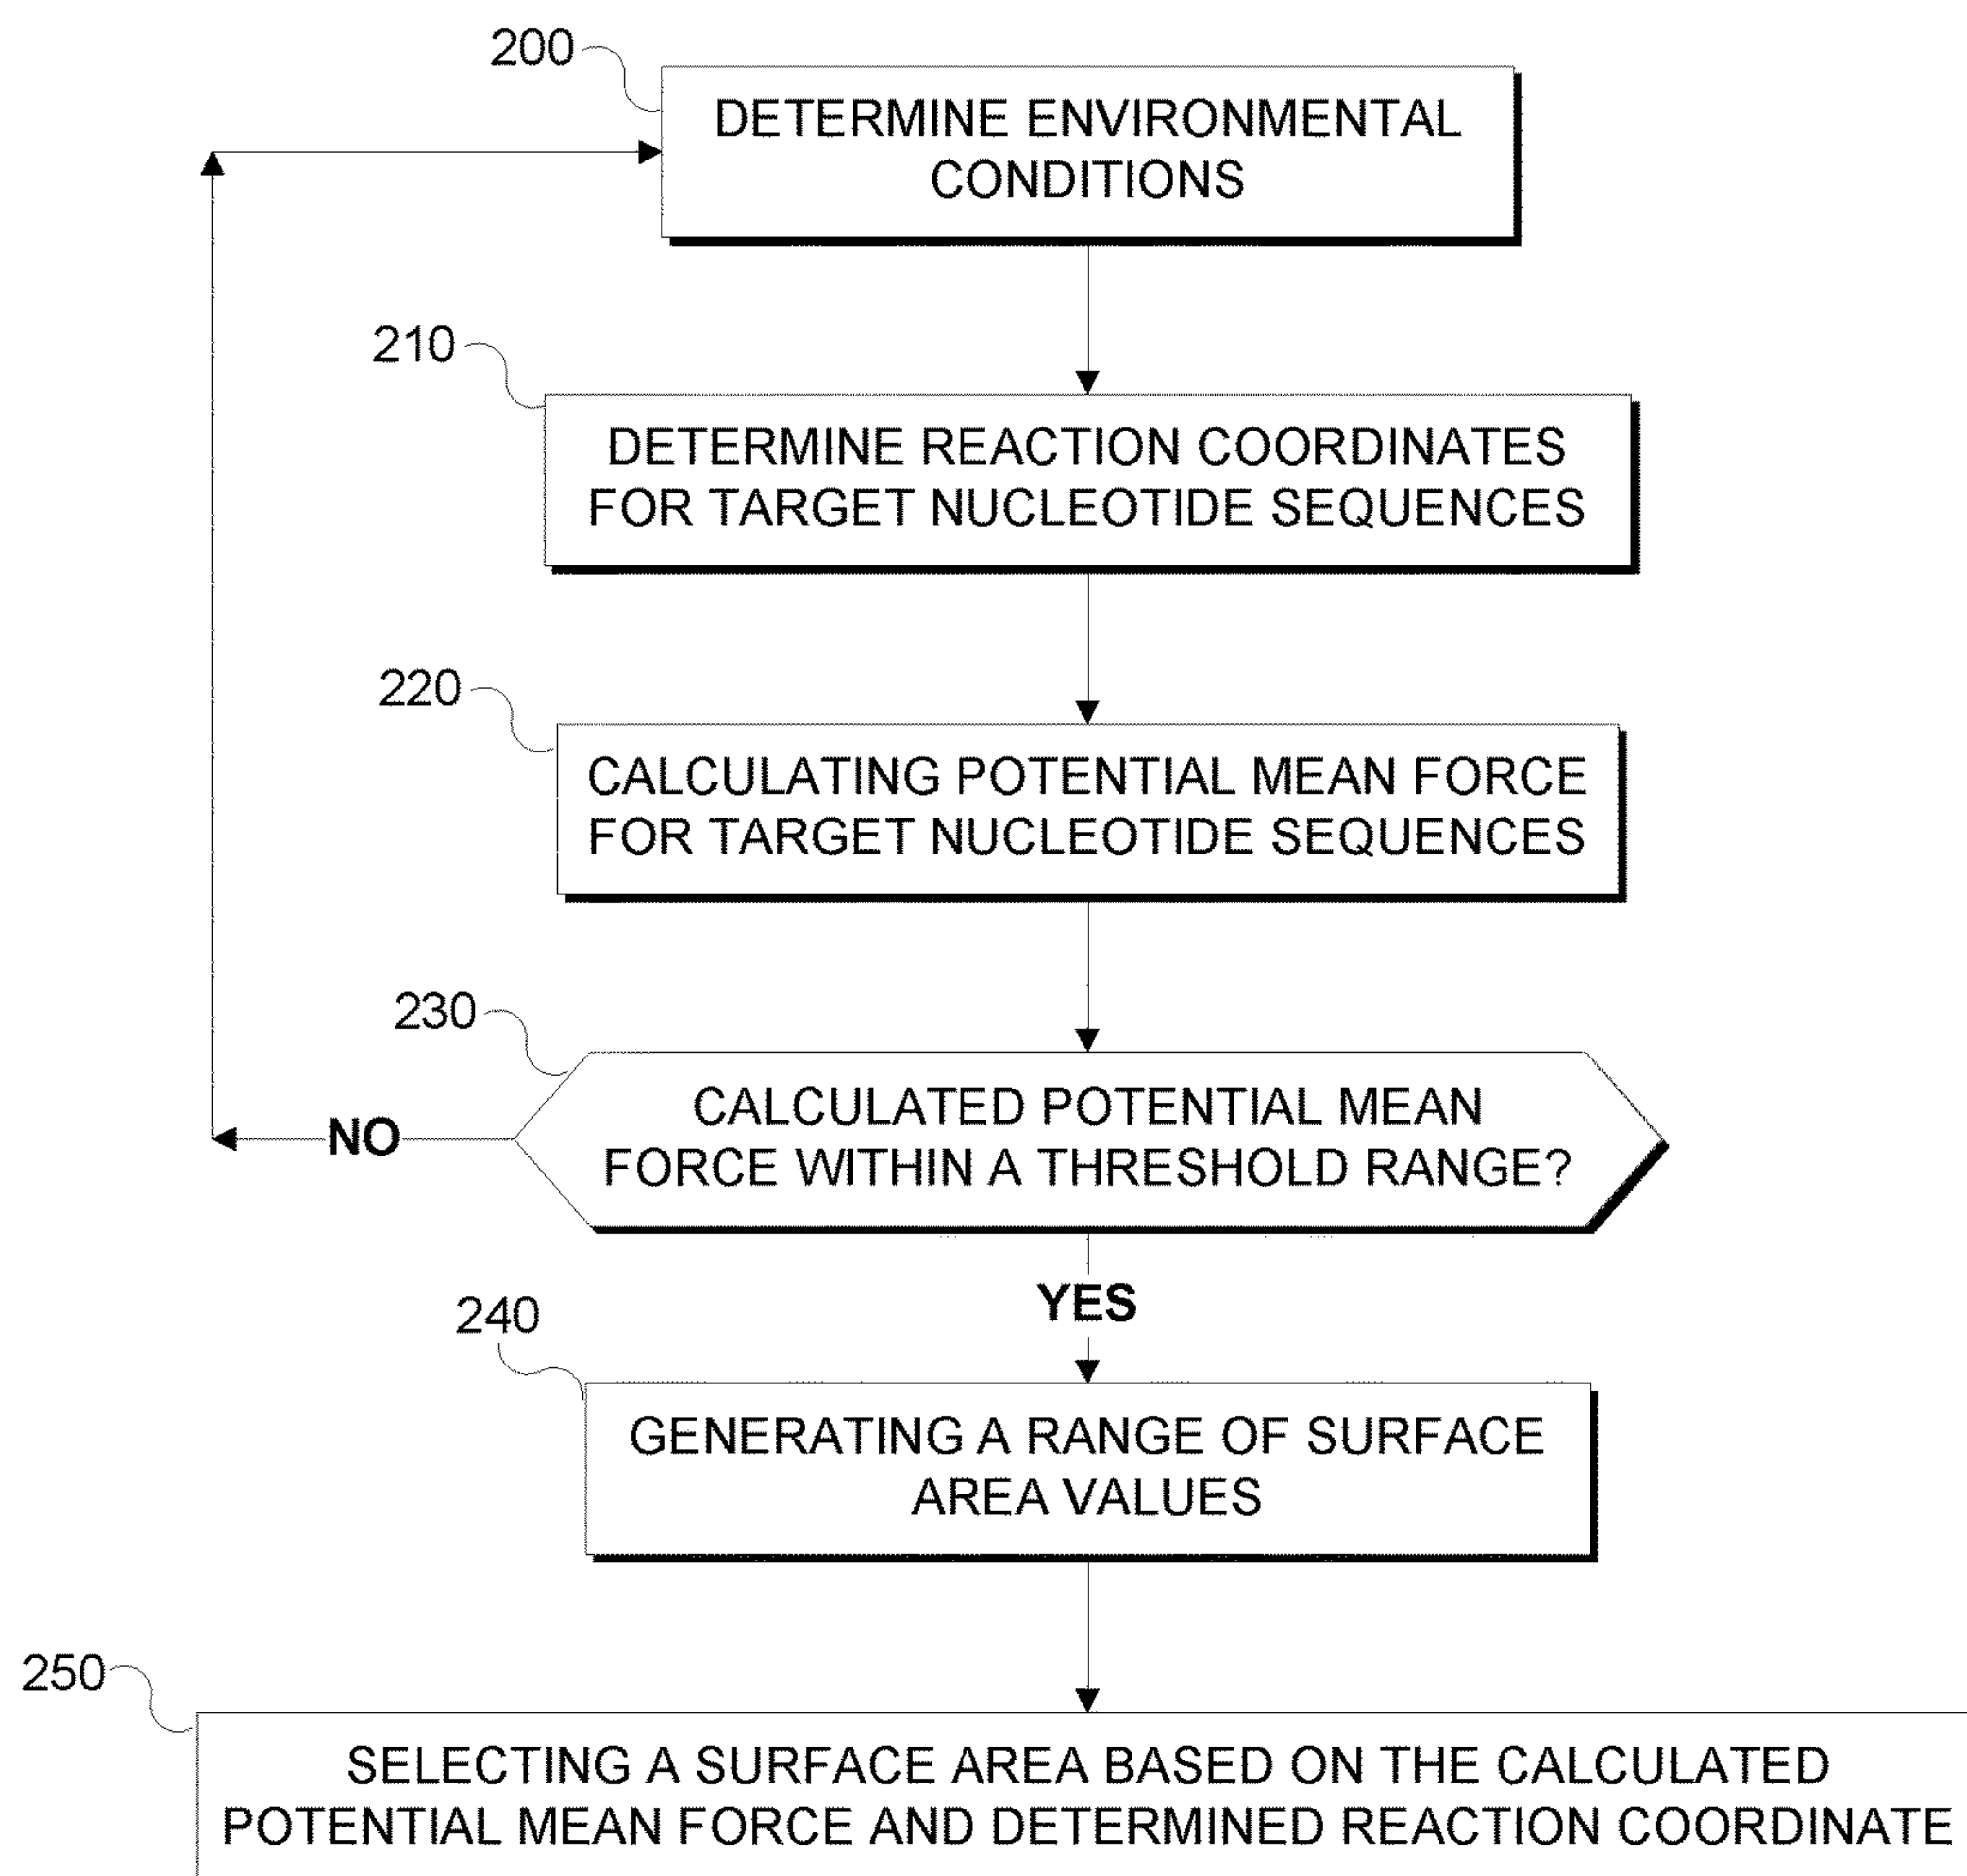 200
DETERMINE ENVIRONMENTAL
CONDITIONS
210
DETERMINE REACTION COORDINATES
FOR TARGET NUCLEOTIDE SEQUENCES
220
CALCULATING POTENTIAL MEAN FORCE
FOR TARGET NUCLEOTIDE SEQUENCES
230
CALCULATED POTENTIAL MEAN
FORCE WITHIN A THRESHOLD RANGE?
NO
YES
240
GENERATING A RANGE OF SURFACE
AREA VALUES
250
SELECTING A SURFACE AREA BASED ON THE CALCULATED
POTENTIAL MEAN FORCE AND DETERMINED REACTION COORDINATE